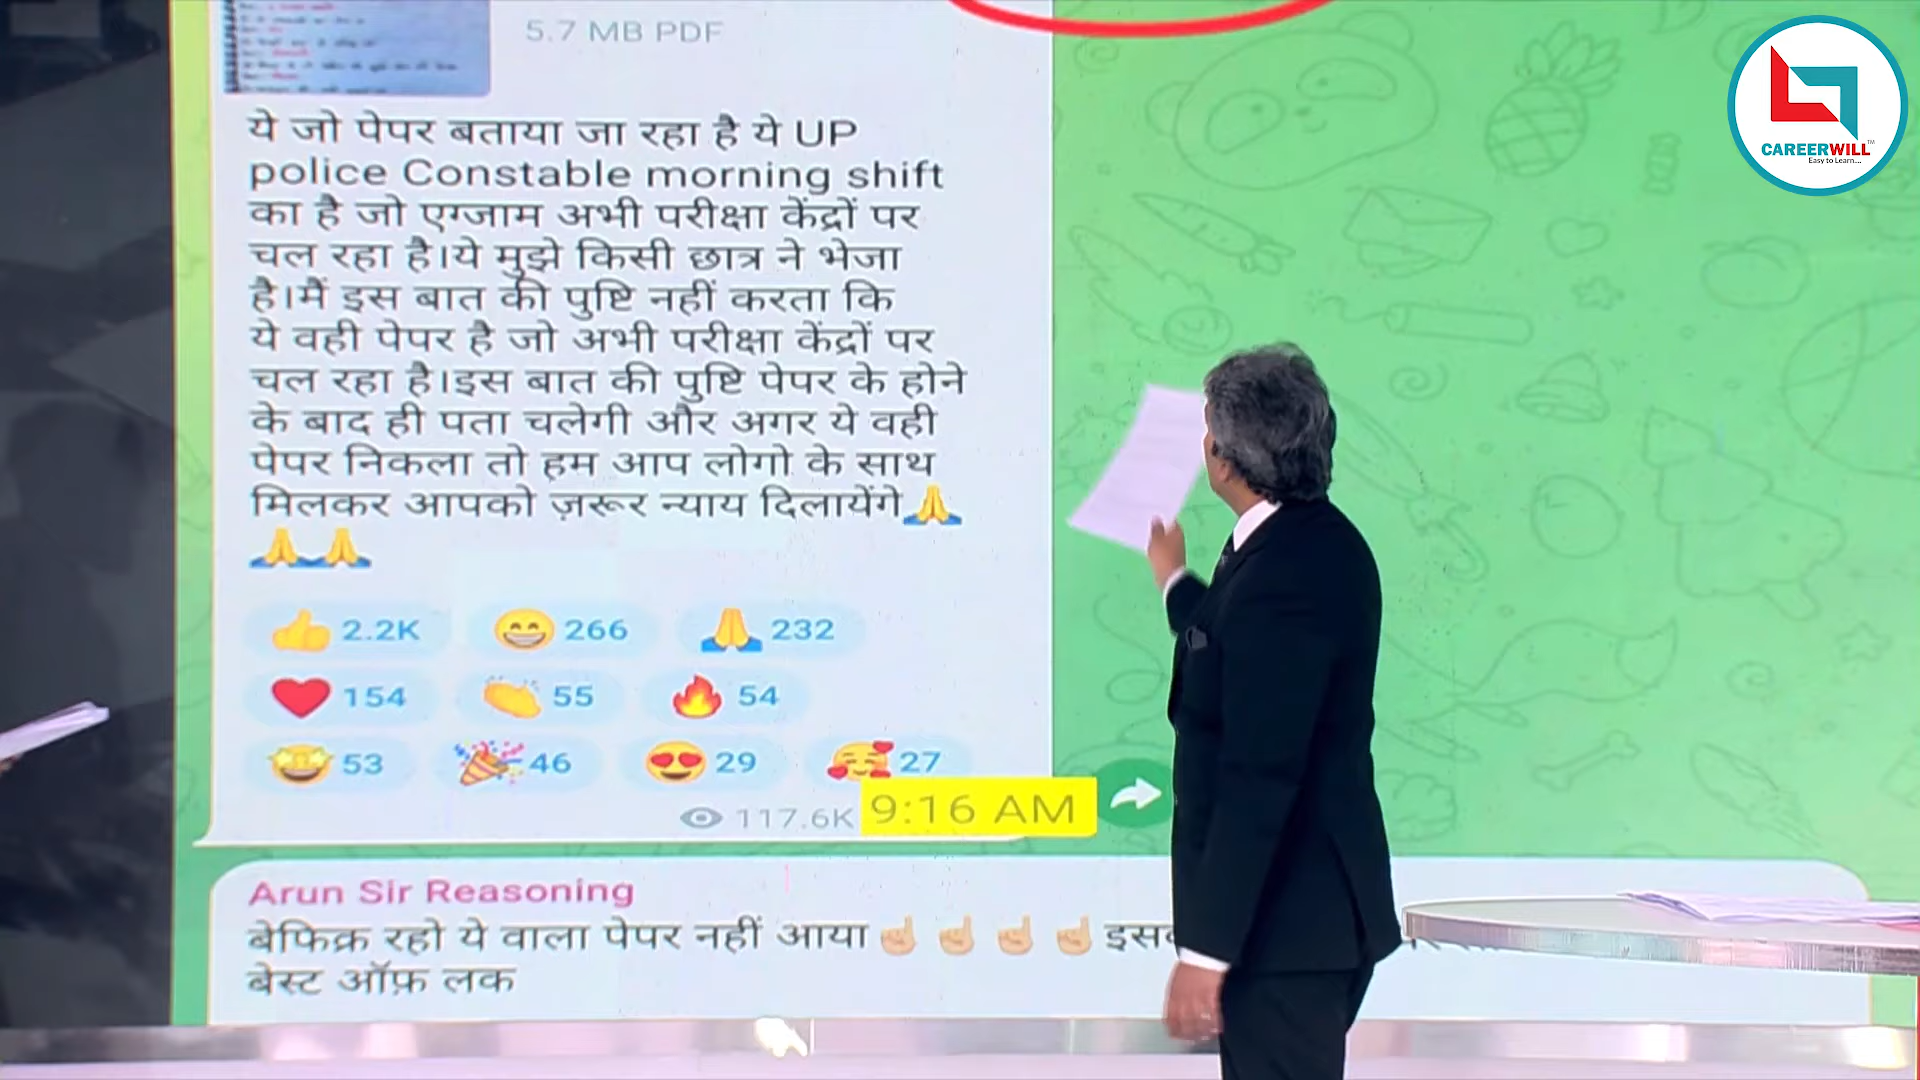 5.7 MB PDF
CAREERWILL™
Easy to Learn....
ये जो पेपर बताया जा रहा है ये UP
police Constable morning shift
का है जो एग्जाम अभी परीक्षा केंद्रों पर
चल रहा है।ये मुझे किसी छात्र ने भेजा
है।मैं इस बात की पुष्टि नहीं करता कि
ये वही पेपर है जो अभी परीक्षा केंद्रों पर
चल रहा है।इस बात की पुष्टि पेपर के होने
के बाद ही पता चलेगी और अगर ये वही
पेपर निकला तो हम आप लोगो के साथ
मिलकर आपको ज़रूर न्याय दिलायेंगे🙏
🙏🙏
👍 2.2K 😁 266 🙏 232
❤ 154 👏 55 🔥 54
🤩 53 🎉 46 😍 29 🥰 27
117.6K 9:16 AM
Arun Sir Reasoning
बेफिक्र रहो ये वाला पेपर नहीं आया ☝☝☝☝
बेस्ट ऑफ़ लक